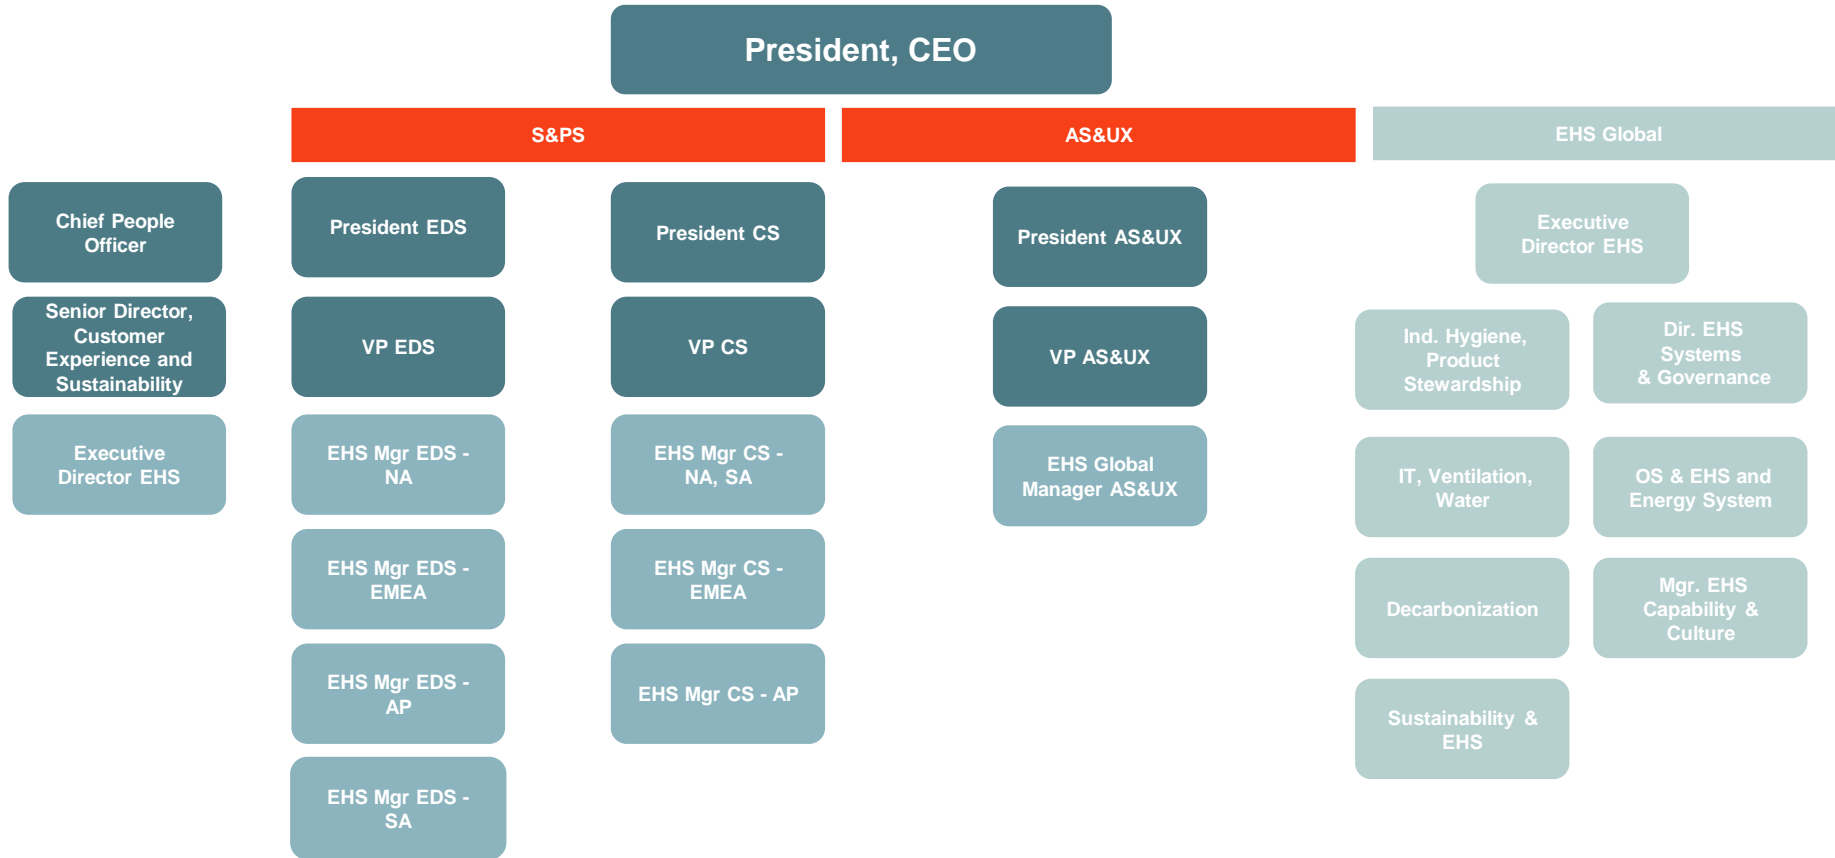 President, CEO
S&PS
AS&UX
EHS Global
Chief People
Officer
Senior Director,
Customer
Experience and
Sustainability
Executive
Director EHS
President EDS
VP EDS
EHS Mgr EDS -
NA
EHS Mgr EDS -
EMEA
EHS Mgr EDS -
AP
EHS Mgr EDS -
SA
President CS
VP CS
EHS Mgr CS -
NA, SA
EHS Mgr CS -
EMEA
EHS Mgr CS - AP
President AS&UX
VP AS&UX
EHS Global
Manager AS&UX
Executive
Director EHS
Ind. Hygiene,
Product
Stewardship
Dir. EHS
Systems
& Governance
IT, Ventilation,
Water
OS & EHS and
Energy System
Decarbonization
Mgr. EHS
Capability &
Culture
Sustainability &
EHS